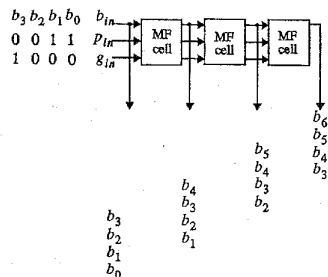 b3 b2 b1 b0 bin
0 0 1 1 pin
1 0 0 0 gin
MF cell
MF cell
MF cell
b3
b2
b1
b0
b4
b3
b2
b1
b5
b4
b3
b2
b6
b5
b4
b3